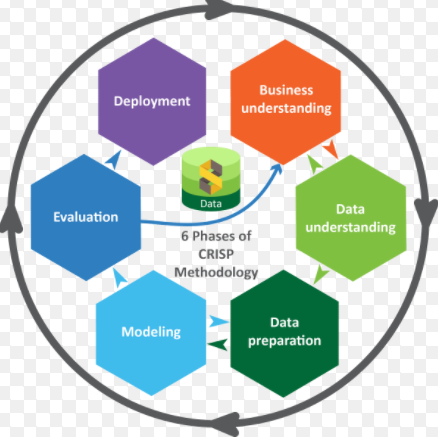 Business
understanding
Data
understanding
Data
preparation
Modeling
Evaluation
Deployment
Data
6 Phases of
CRISP
Methodology